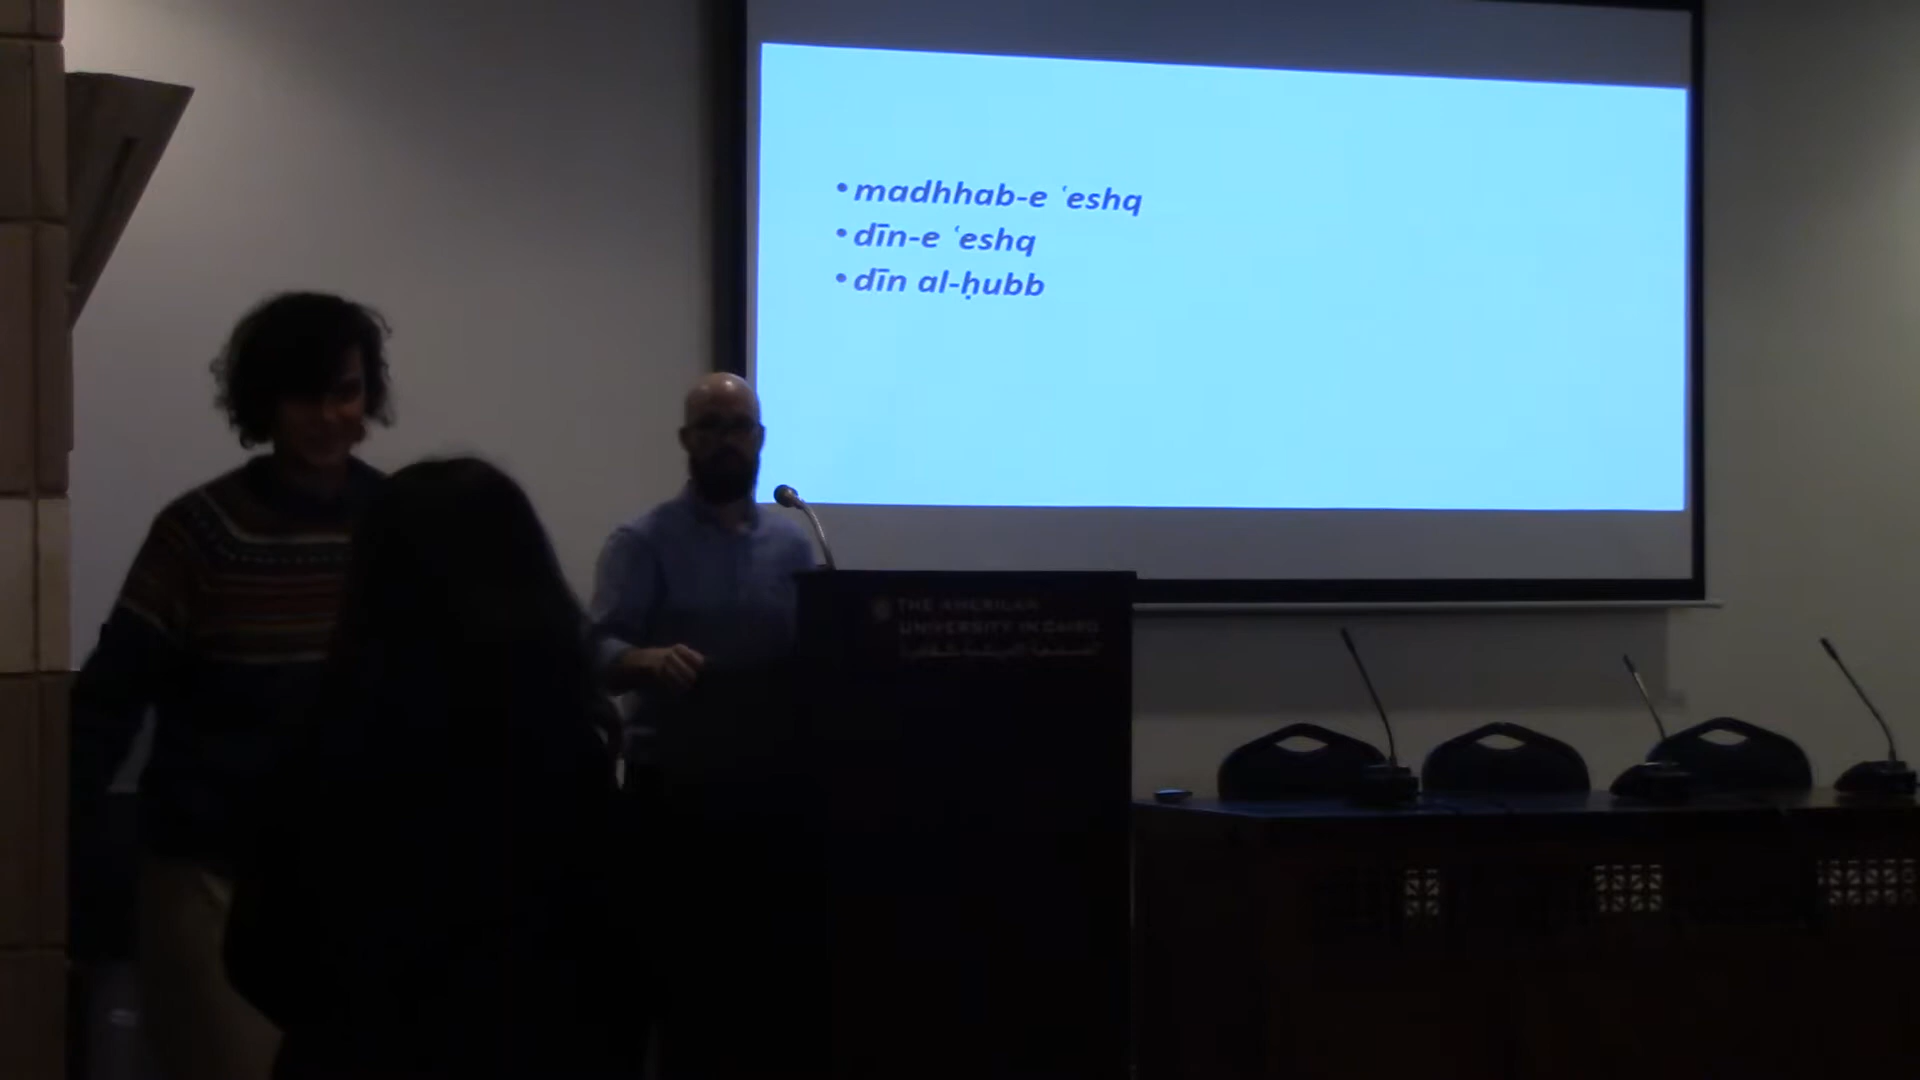 • madhhab-e ʿeshq
• dīn-e ʿeshq
• dīn al-ḥubb
THE AMERICAN
UNIVERSITY IN CAIRO